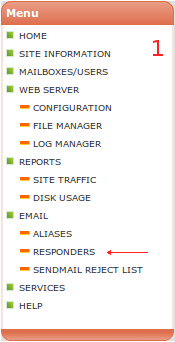 Menu
HOME
1
SITE INFORMATION
MAILBOXES/USERS
WEB SERVER
CONFIGURATION
FILE MANAGER
LOG MANAGER
REPORTS
SITE TRAFFIC
DISK USAGE
EMAIL
ALIASES
RESPONDERS
SENDMAIL REJECT LIST
SERVICES
HELP